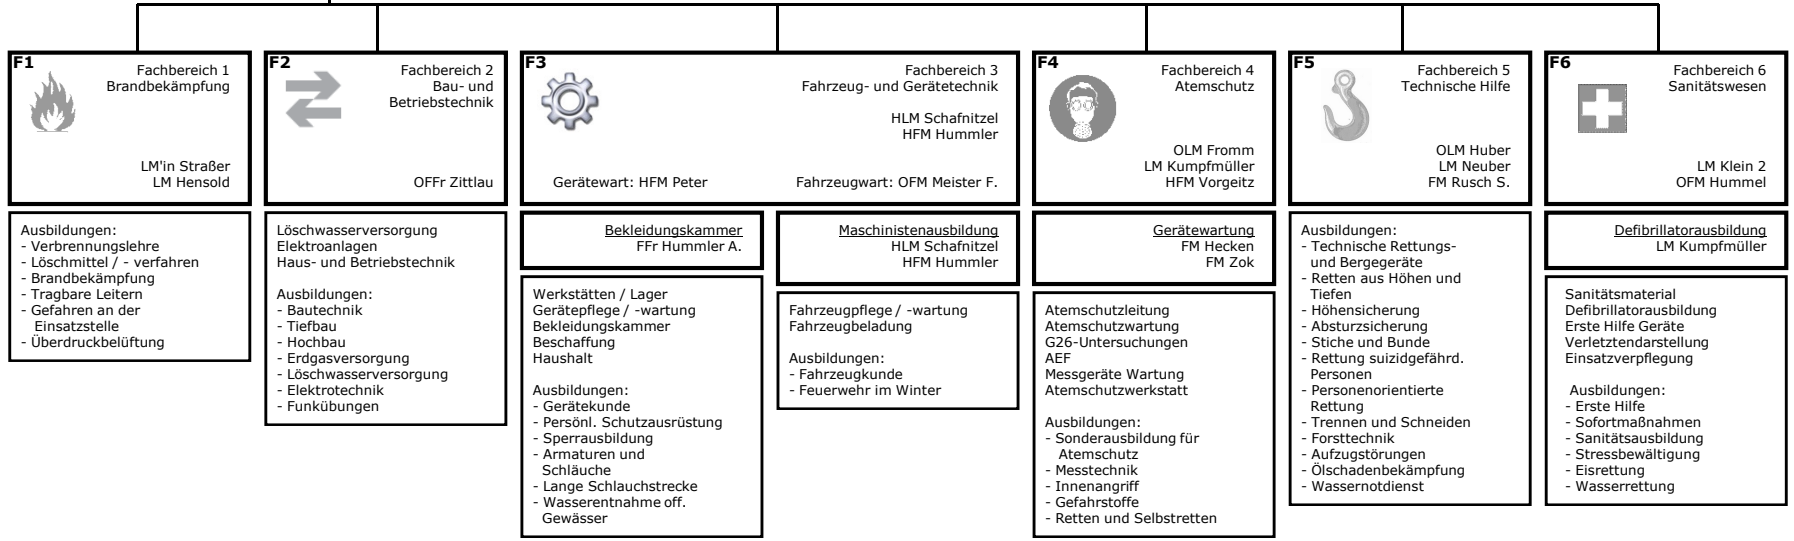 F1
Fachbereich 1
Brandbekämpfung
LM'in Straßer
LM Hensold
Ausbildungen:
- Verbrennungslehre
- Löschmittel / - verfahren
- Brandbekämpfung
- Tragbare Leitern
- Gefahren an der
Einsatzstelle
- Überdruckbelüftung
F2
Fachbereich 2
Bau- und
Betriebstechnik
OFFr Zittlau
Löschwasserversorgung
Elektroanlagen
Haus- und Betriebstechnik
Ausbildungen:
- Bautechnik
- Tiefbau
- Hochbau
- Erdgasversorgung
- Löschwasserversorgung
- Elektrotechnik
- Funkübungen
F3
Fachbereich 3
Fahrzeug- und Gerätetechnik
HLM Schafnitzel
HFM Hummler
Gerätewart: HFM Peter
Fahrzeugwart: OFM Meister F.
Bekleidungskammer
FFr Hummler A.
Werkstätten / Lager
Gerätepflege / -wartung
Bekleidungskammer
Beschaffung
Haushalt
Ausbildungen:
- Gerätekunde
- Persönl. Schutzausrüstung
- Sperrausbildung
- Armaturen und
Schläuche
- Lange Schlauchstrecke
- Wasserentnahme off.
Gewässer
Maschinistenausbildung
HLM Schafnitzel
HFM Hummler
Fahrzeugpflege / -wartung
Fahrzeugbeladung
Ausbildungen:
- Fahrzeugkunde
- Feuerwehr im Winter
F4
Fachbereich 4
Atemschutz
OLM Fromm
LM Kumpfmüller
HFM Vorgeitz
Gerätewartung
FM Hecken
FM Zok
Atemschutzleitung
Atemschutzwartung
G26-Untersuchungen
AEF
Messgeräte Wartung
Atemschutzwerkstatt
Ausbildungen:
- Sonderausbildung für
Atemschutz
- Messtechnik
- Innenangriff
- Gefahrstoffe
- Retten und Selbstretten
F5
Fachbereich 5
Technische Hilfe
OLM Huber
LM Neuber
FM Rusch S.
Ausbildungen:
- Technische Rettungs-
und Bergegeräte
- Retten aus Höhen und
Tiefen
- Höhensicherung
- Absturzsicherung
- Stiche und Bunde
- Rettung suizidgefährd.
Personen
- Personenorientierte
Rettung
- Trennen und Schneiden
- Forsttechnik
- Aufzugstörungen
- Ölschadenbekämpfung
- Wassernotdienst
F6
Fachbereich 6
Sanitätswesen
LM Klein 2
OFM Hummel
Defibrillatorausbildung
LM Kumpfmüller
Sanitätsmaterial
Defibrillatorausbildung
Erste Hilfe Geräte
Verletztendarstellung
Einsatzverpflegung
Ausbildungen:
- Erste Hilfe
- Sofortmaßnahmen
- Sanitätsausbildung
- Stressbewältigung
- Eisrettung
- Wasserrettung